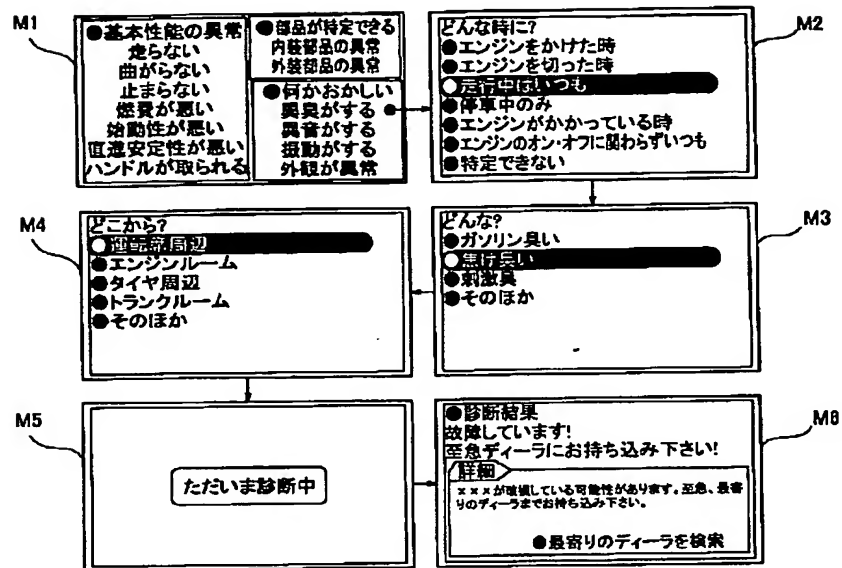 M1
●基本性能の異常
走らない
曲がらない
止まらない
燃費が悪い
始動性が悪い
直進安定性が悪い
ハンドルが取られる
●部品が特定できる
内装部品の異常
外装部品の異常
●何かおかしい
異臭がする
異音がする
振動がする
外観が異常
M2
どんな時に?
●エンジンをかけた時
●エンジンを切った時
走行中はいつも
●停車中のみ
●エンジンがかかっている時
●エンジンのオン・オフに関わらずいつも
●特定できない
M4
どこから?
運転席周辺
●エンジンルーム
●タイヤ周辺
●トランクルーム
●そのほか
M3
どんな?
●ガソリン臭い
焦げ臭い
●刺激臭
●そのほか
M5
ただいま診断中
M6
●診断結果
故障しています!
至急ディーラにお持ち込み下さい!
詳細
×××が破損している可能性があります。至急、最寄
りのディーラまでお持ち込み下さい。
●最寄りのディーラを検索